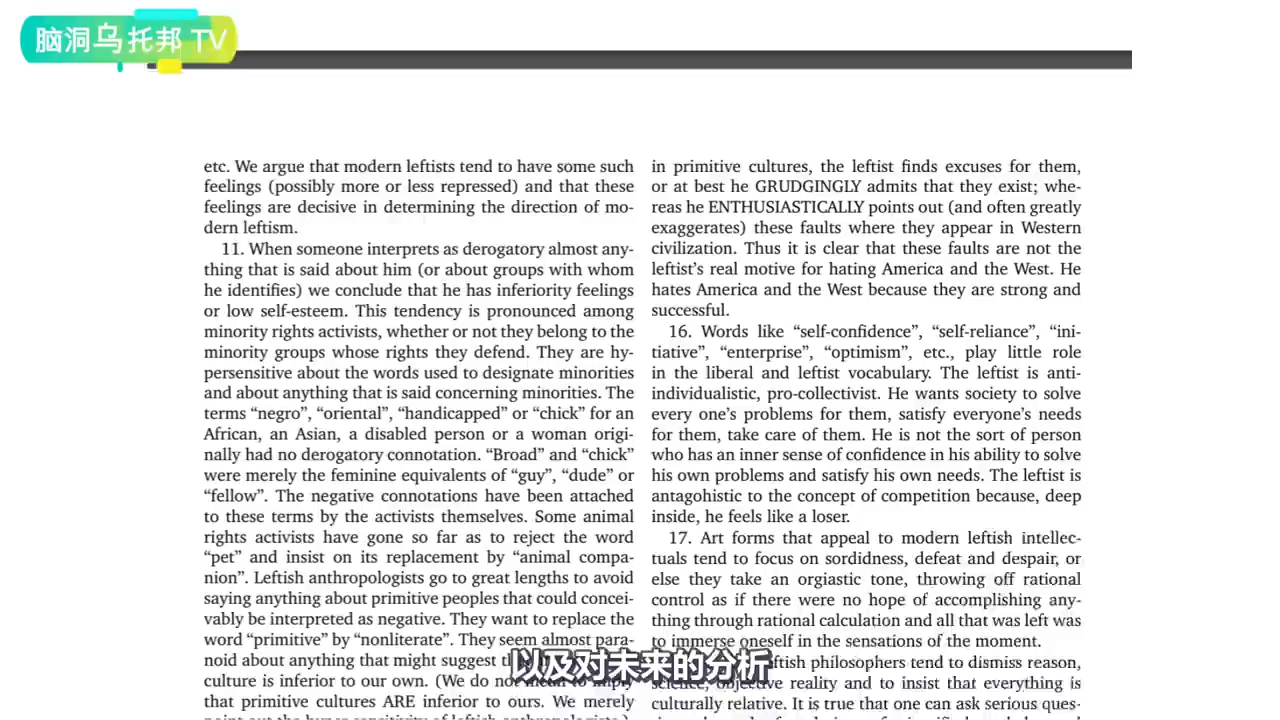 脑洞乌托邦 TV
etc. We argue that modern leftists tend to have some such
feelings (possibly more or less repressed) and that these
feelings are decisive in determining the direction of mo-
dern leftism.
11. When someone interprets as derogatory almost any-
thing that is said about him (or about groups with whom
he identifies) we conclude that he has inferiority feelings
or low self-esteem. This tendency is pronounced among
minority rights activists, whether or not they belong to the
minority groups whose rights they defend. They are hy-
persensitive about the words used to designate minorities
and about anything that is said concerning minorities. The
terms “negro”, “oriental”, “handicapped” or “chick” for an
African, an Asian, a disabled person or a woman origi-
nally had no derogatory connotation. “Broad” and “chick”
were merely the feminine equivalents of “guy”, “dude” or
“fellow”. The negative connotations have been attached
to these terms by the activists themselves. Some animal
rights activists have gone so far as to reject the word
“pet” and insist on its replacement by “animal compa-
nion”. Leftish anthropologists go to great lengths to avoid
saying anything about primitive peoples that could concei-
vably be interpreted as negative. They want to replace the
word “primitive” by “nonliterate”. They seem almost para-
noid about anything that might suggest
culture is inferior to our own. (We do not mean to imply
that primitive cultures ARE inferior to ours. We merely
in primitive cultures, the leftist finds excuses for them,
or at best he GRUDGINGLY admits that they exist; whe-
reas he ENTHUSIASTICALLY points out (and often greatly
exaggerates) these faults where they appear in Western
civilization. Thus it is clear that these faults are not the
leftist’s real motive for hating America and the West. He
hates America and the West because they are strong and
successful.
16. Words like “self-confidence”, “self-reliance”, “ini-
tiative”, “enterprise”, “optimism”, etc., play little role
in the liberal and leftist vocabulary. The leftist is anti-
individualistic, pro-collectivist. He wants society to solve
every one’s problems for them, satisfy everyone’s needs
for them, take care of them. He is not the sort of person
who has an inner sense of confidence in his ability to solve
his own problems and satisfy his own needs. The leftist is
antagohistic to the concept of competition because, deep
inside, he feels like a loser.
17. Art forms that appeal to modern leftish intellec-
tuals tend to focus on sordidness, defeat and despair, or
else they take an orgiastic tone, throwing off rational
control as if there were no hope of accomplishing any-
thing through rational calculation and all that was left was
to immerse oneself in the sensations of the moment.
philosophers tend to dismiss reason,
science, objective reality and to insist that everything is
culturally relative. It is true that one can ask serious ques-
以及对未来的分析